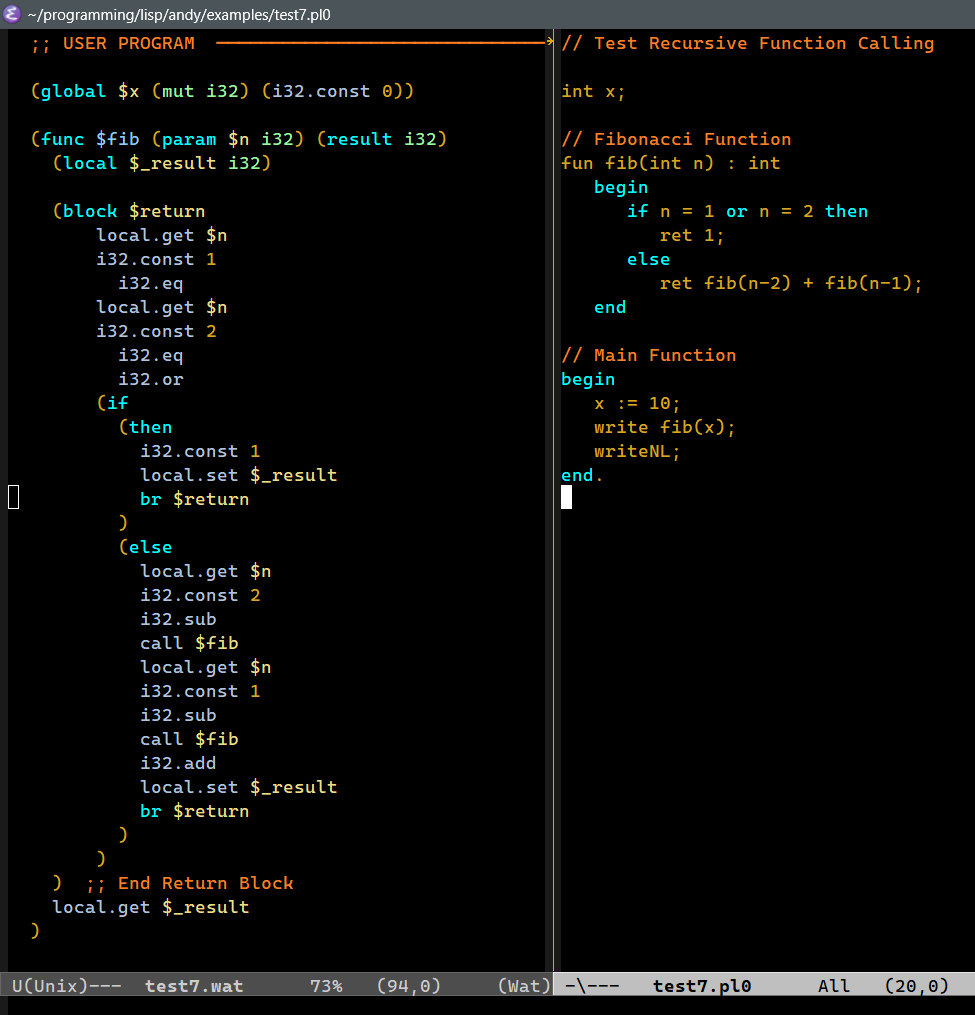 ~/programming/lisp/andy/examples/test7.pl0
;; USER PROGRAM
(global $x (mut i32) (i32.const 0))
(func $fib (param $n i32) (result i32)
(local $_result i32)
(block $return
local.get $n
i32.const 1
i32.eq
local.get $n
i32.const 2
i32.eq
i32.or
(if
(then
i32.const 1
local.set $_result
br $return
)
(else
local.get $n
i32.const 2
i32.sub
call $fib
local.get $n
i32.const 1
i32.sub
call $fib
i32.add
local.set $_result
br $return
)
)
) ;; End Return Block
local.get $_result
)
U(Unix)--- test7.wat 73% (94,0) (Wat)
// Test Recursive Function Calling
int x;
// Fibonacci Function
fun fib(int n) : int
begin
if n = 1 or n = 2 then
ret 1;
else
ret fib(n-2) + fib(n-1);
end
// Main Function
begin
x := 10;
write fib(x);
writeNL;
end.
-\--- test7.pl0 All (20,0)